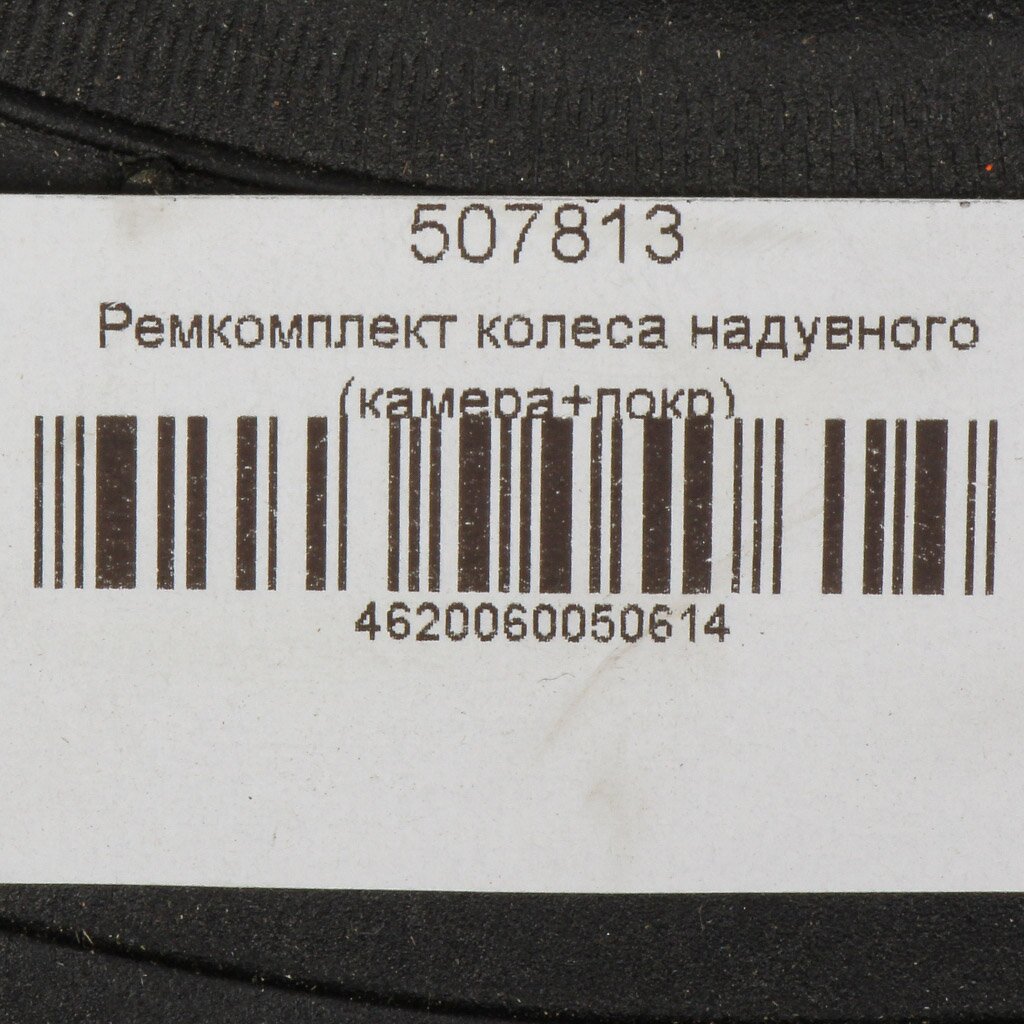 507813
Ремкомплект колеса надувного
(камера+покр)
4620060050614